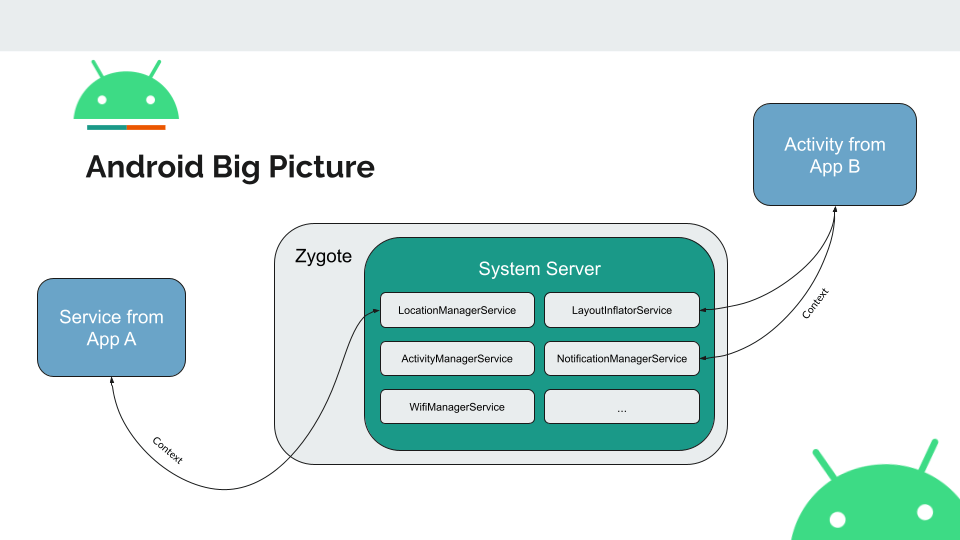 Android Big Picture
Activity from
App B
Zygote
System Server
Service from
App A
LocationManagerService
LayoutInflatorService
ActivityManagerService
NotificationManagerService
WifiManagerService
...
Context
Context